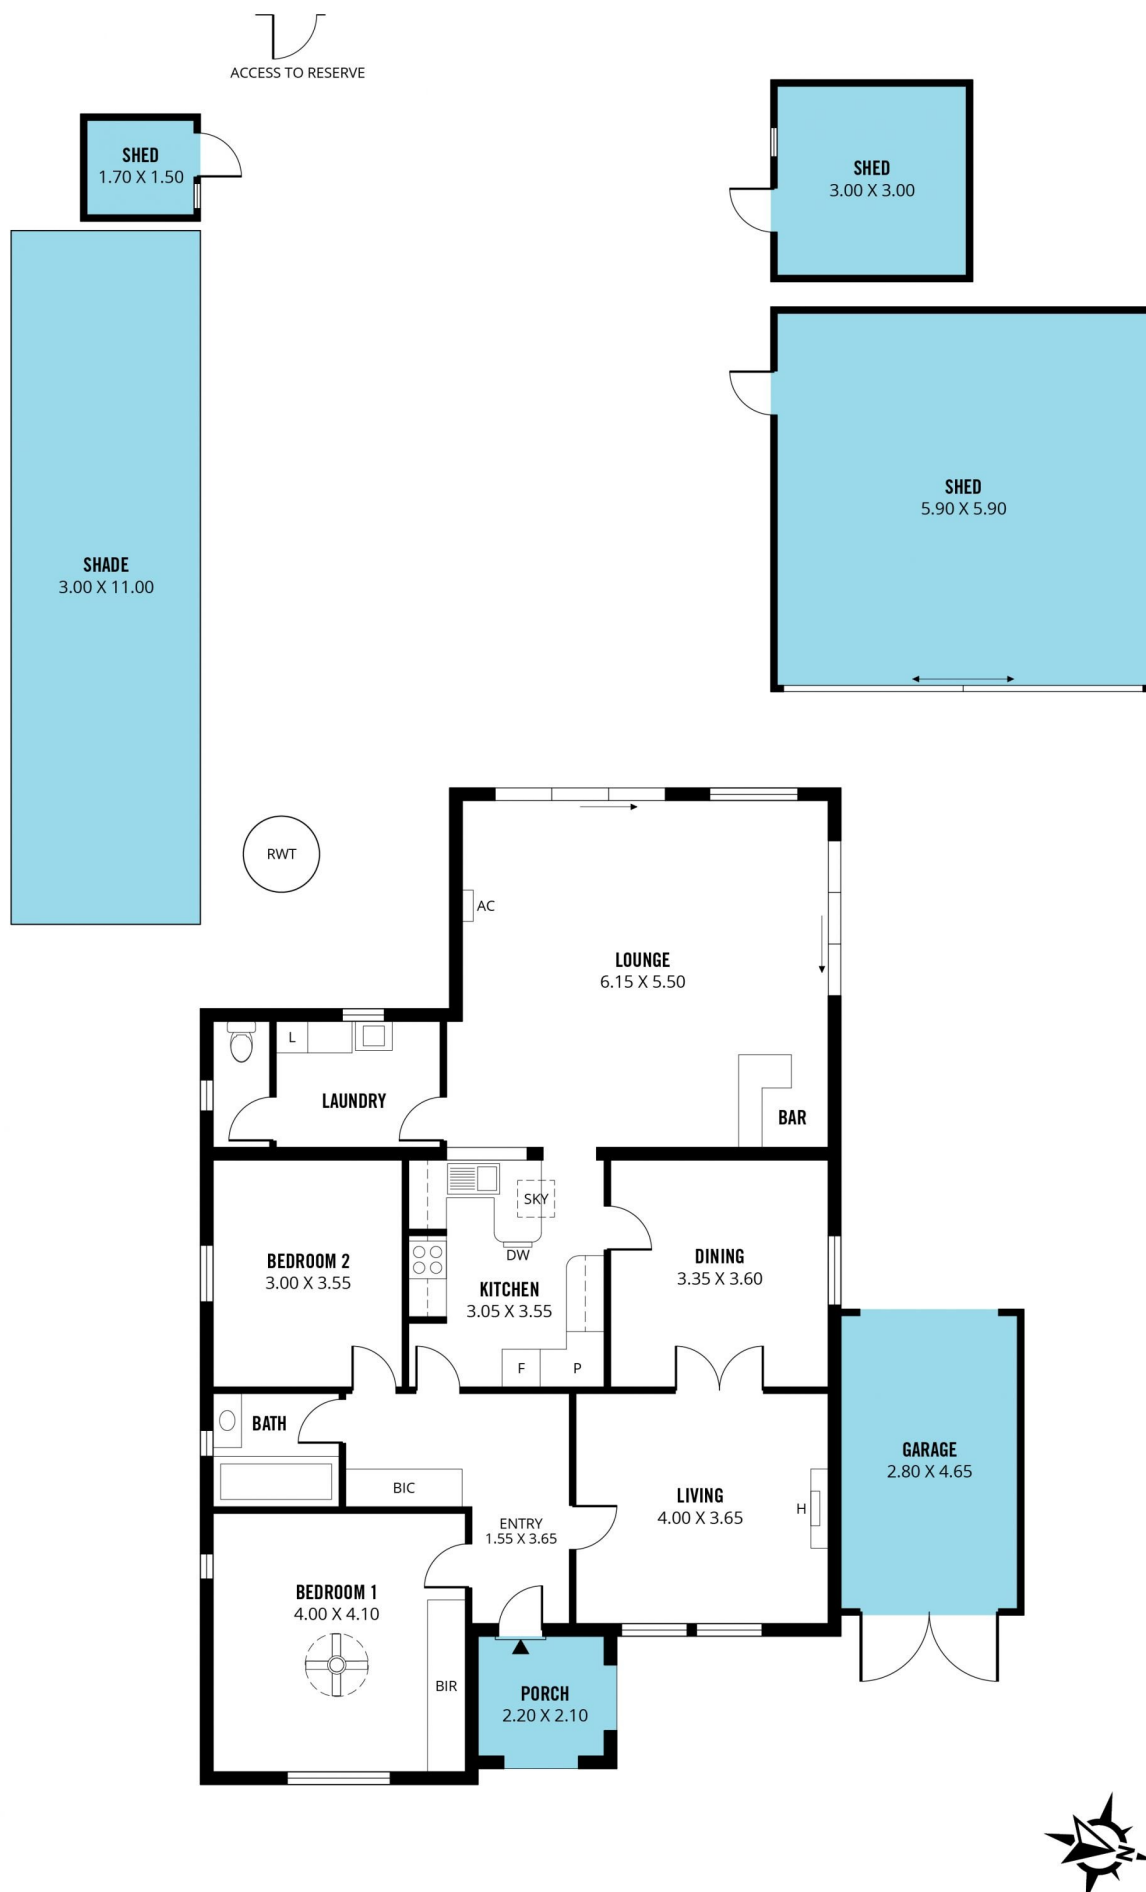 ACCESS TO RESERVE
SHED
1.70 X 1.50
SHED
3.00 X 3.00
SHED
5.90 X 5.90
SHADE
3.00 X 11.00
RWT
AC
LOUNGE
6.15 X 5.50
L
LAUNDRY
BAR
SKY
DW
BEDROOM 2
3.00 X 3.55
KITCHEN
3.05 X 3.55
DINING
3.35 X 3.60
F
P
BATH
BIC
ENTRY
1.55 X 3.65
LIVING
4.00 X 3.65
H
GARAGE
2.80 X 4.65
BEDROOM 1
4.00 X 4.10
BIR
PORCH
2.20 X 2.10
N